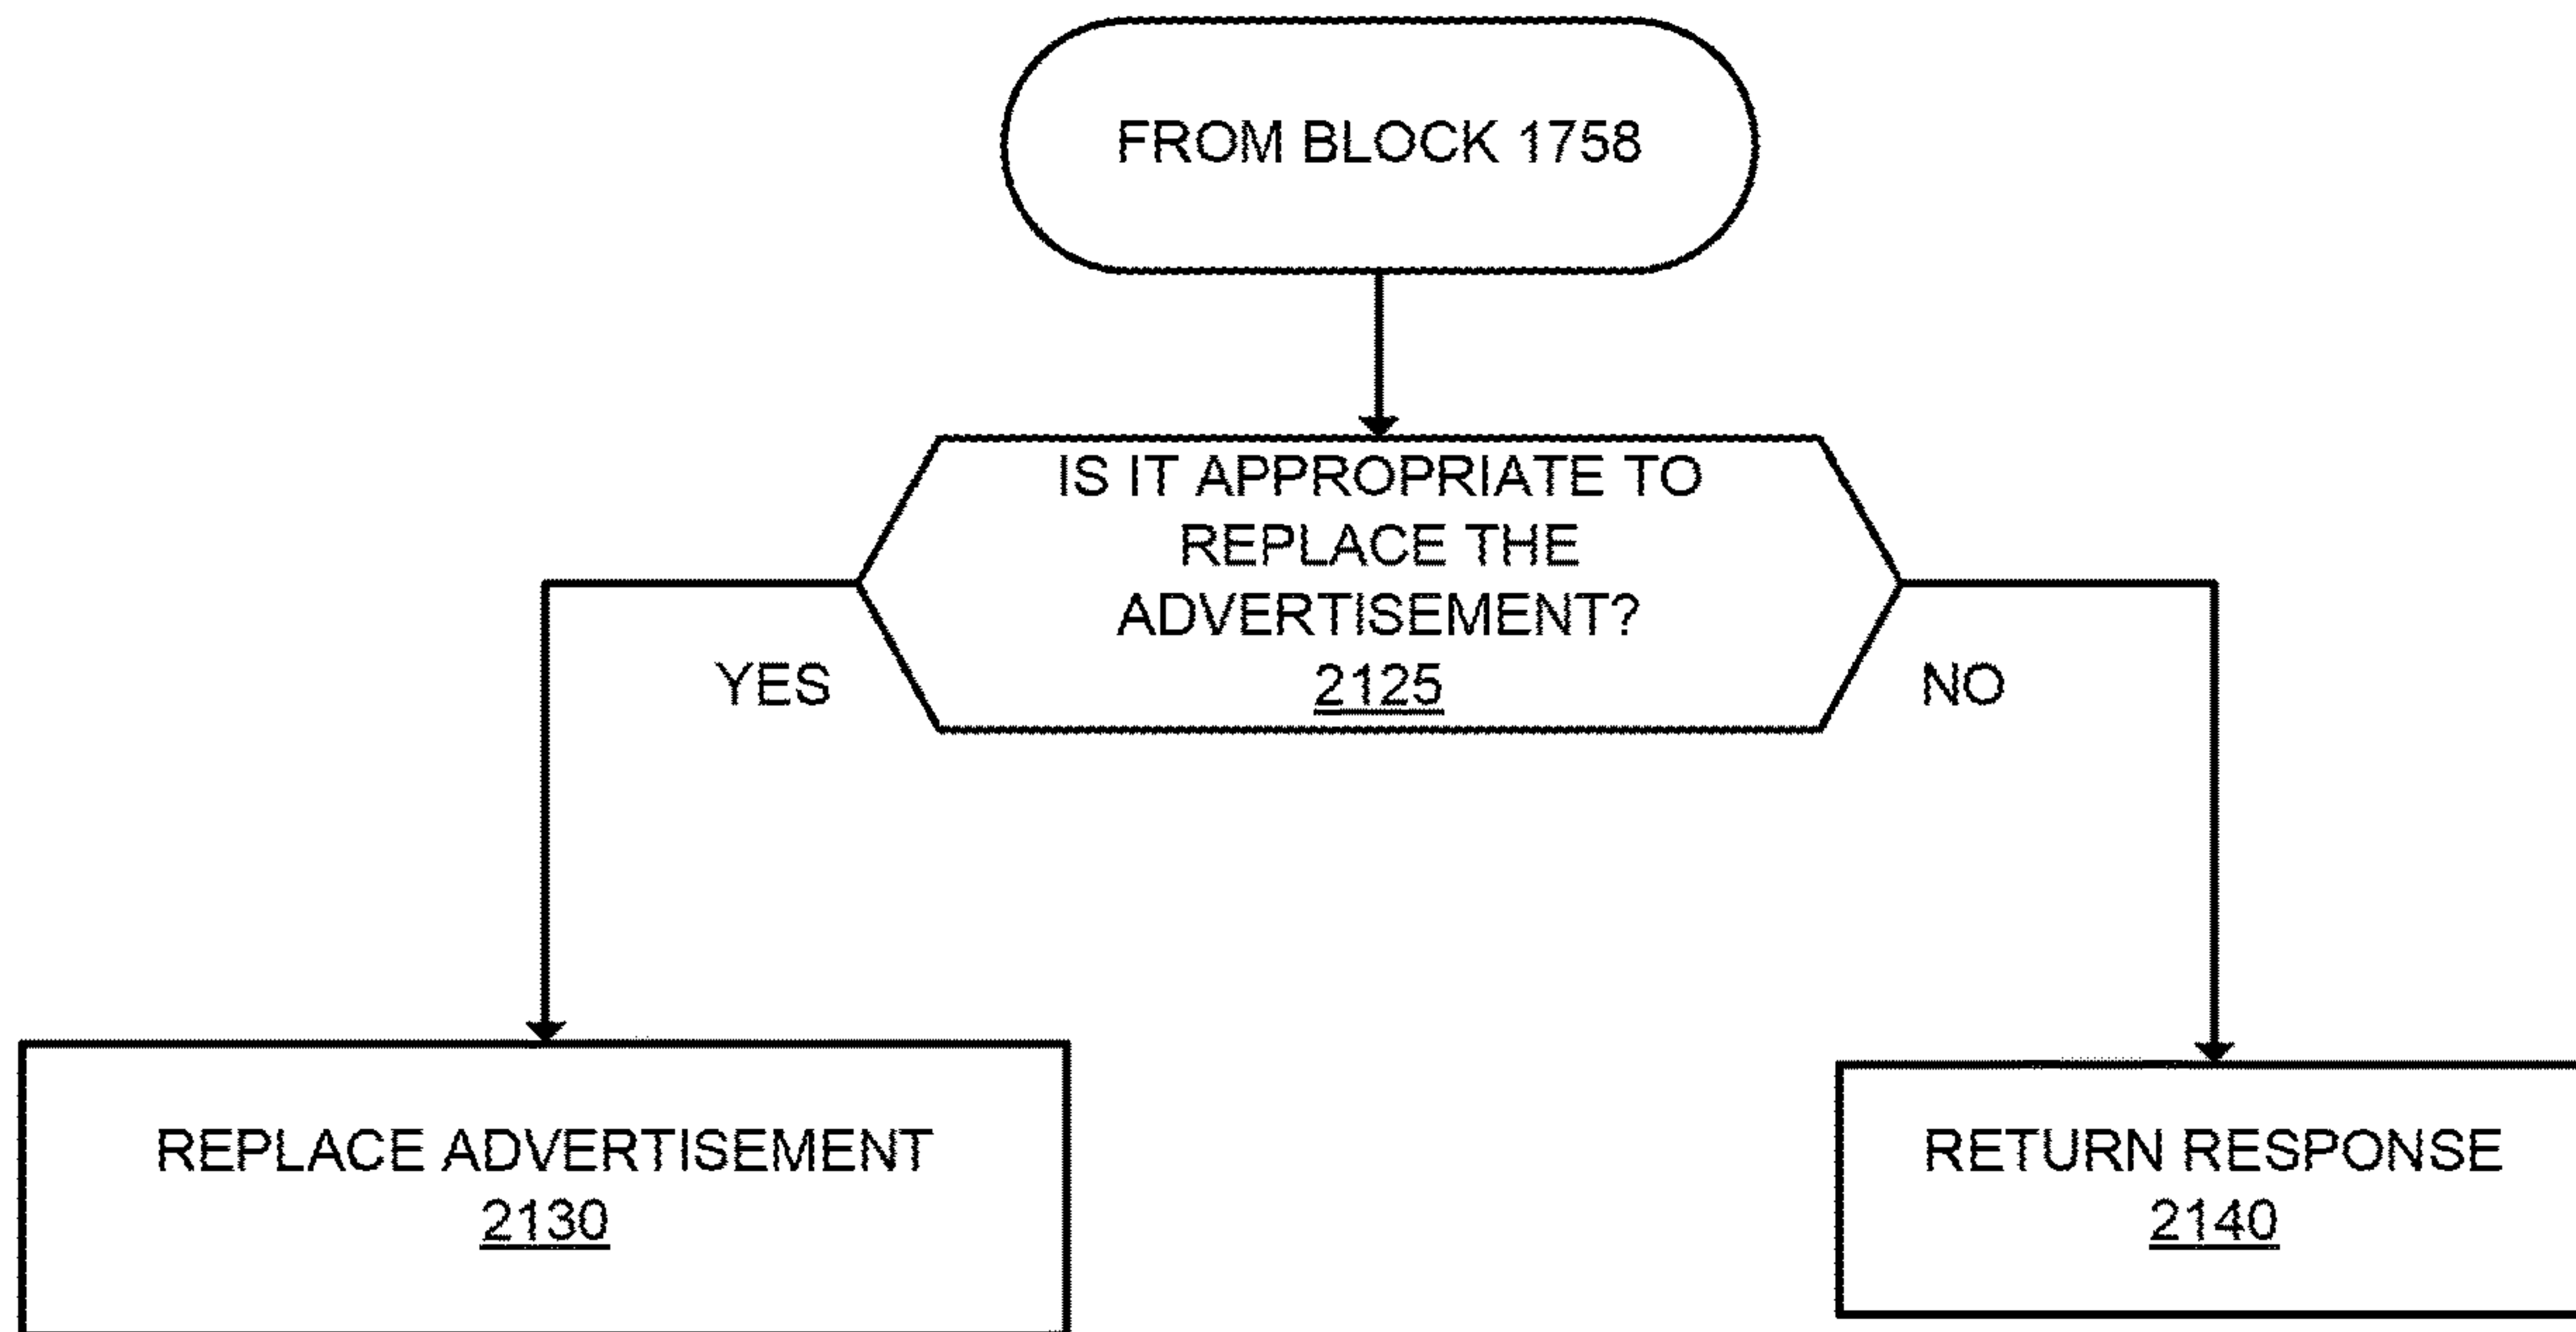 FROM BLOCK 1758
IS IT APPROPRIATE TO
REPLACE THE
ADVERTISEMENT?
2125
YES
NO
REPLACE ADVERTISEMENT
2130
RETURN RESPONSE
2140